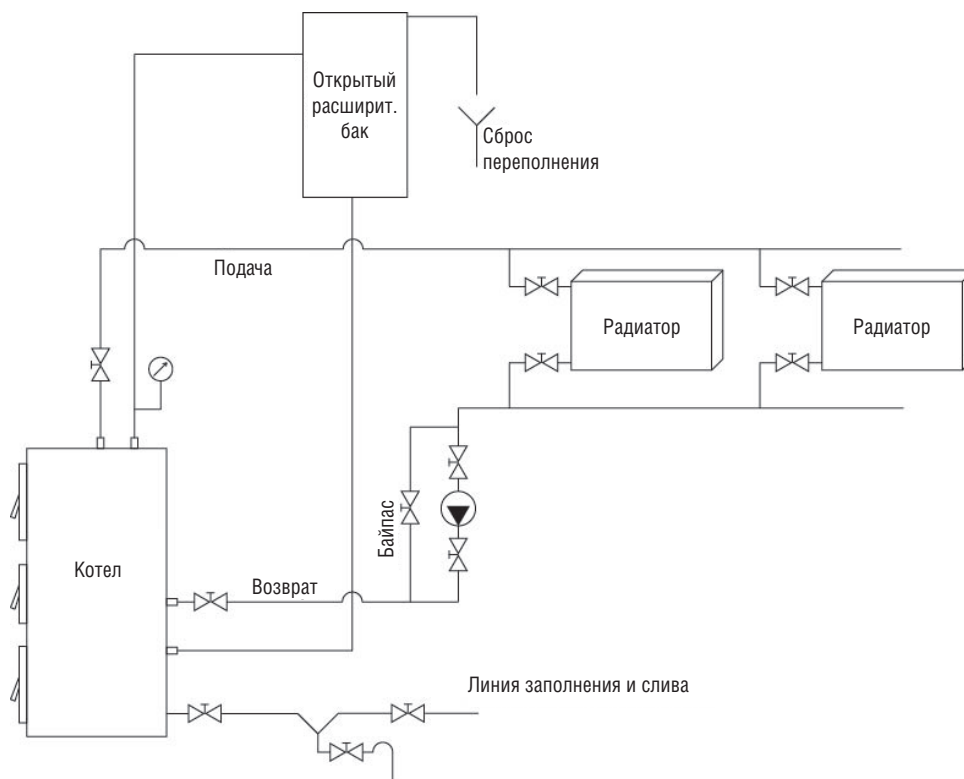 Открытый
расширит.
бак
Сброс
переполнения
Подача
Радиатор
Радиатор
Байпас
Котел
Возврат
Линия заполнения и слива